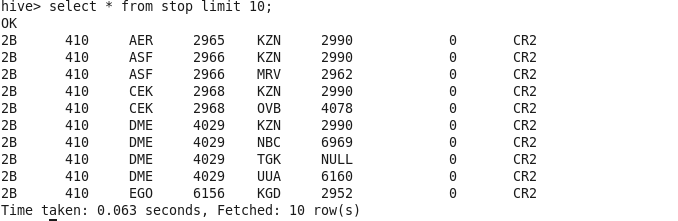 hive> select * from stop limit 10;
OK
2B 410 AER 2965 KZN 2990 0 CR2
2B 410 ASF 2966 KZN 2990 0 CR2
2B 410 ASF 2966 MRV 2962 0 CR2
2B 410 CEK 2968 KZN 2990 0 CR2
2B 410 CEK 2968 OVB 4078 0 CR2
2B 410 DME 4029 KZN 2990 0 CR2
2B 410 DME 4029 NBC 6969 0 CR2
2B 410 DME 4029 TGK NULL 0 CR2
2B 410 DME 4029 UUA 6160 0 CR2
2B 410 EGO 6156 KGD 2952 0 CR2
Time taken: 0.063 seconds, Fetched: 10 row(s)